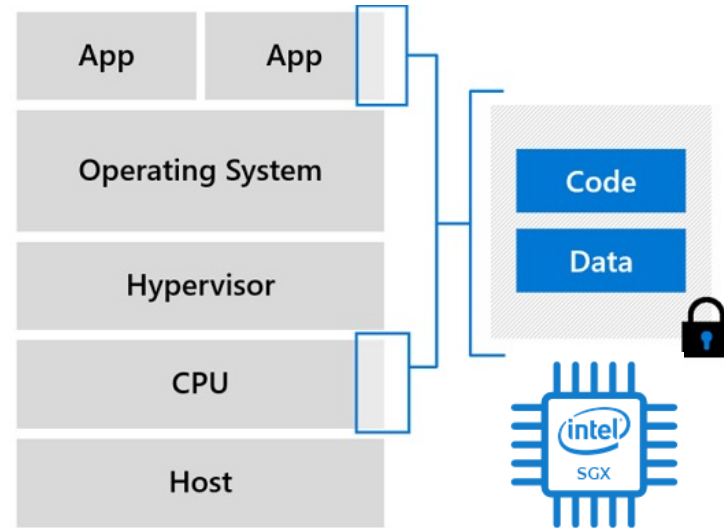 App
App
Operating System
Hypervisor
CPU
Host
Code
Data
intel
SGX